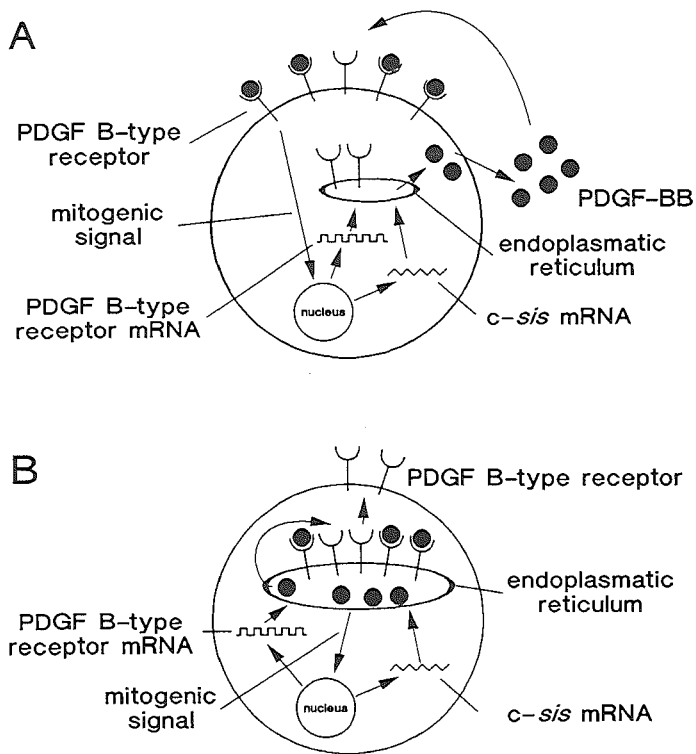 A
PDGF B-type
receptor
mitogenic
signal
PDGF B-type
receptor mRNA
nucleus
PDGF-BB
endoplasmatic
reticulum
c-sis mRNA
B
PDGF B-type receptor
endoplasmatic
reticulum
PDGF B-type
receptor mRNA
mitogenic
signal
nucleus
c-sis mRNA